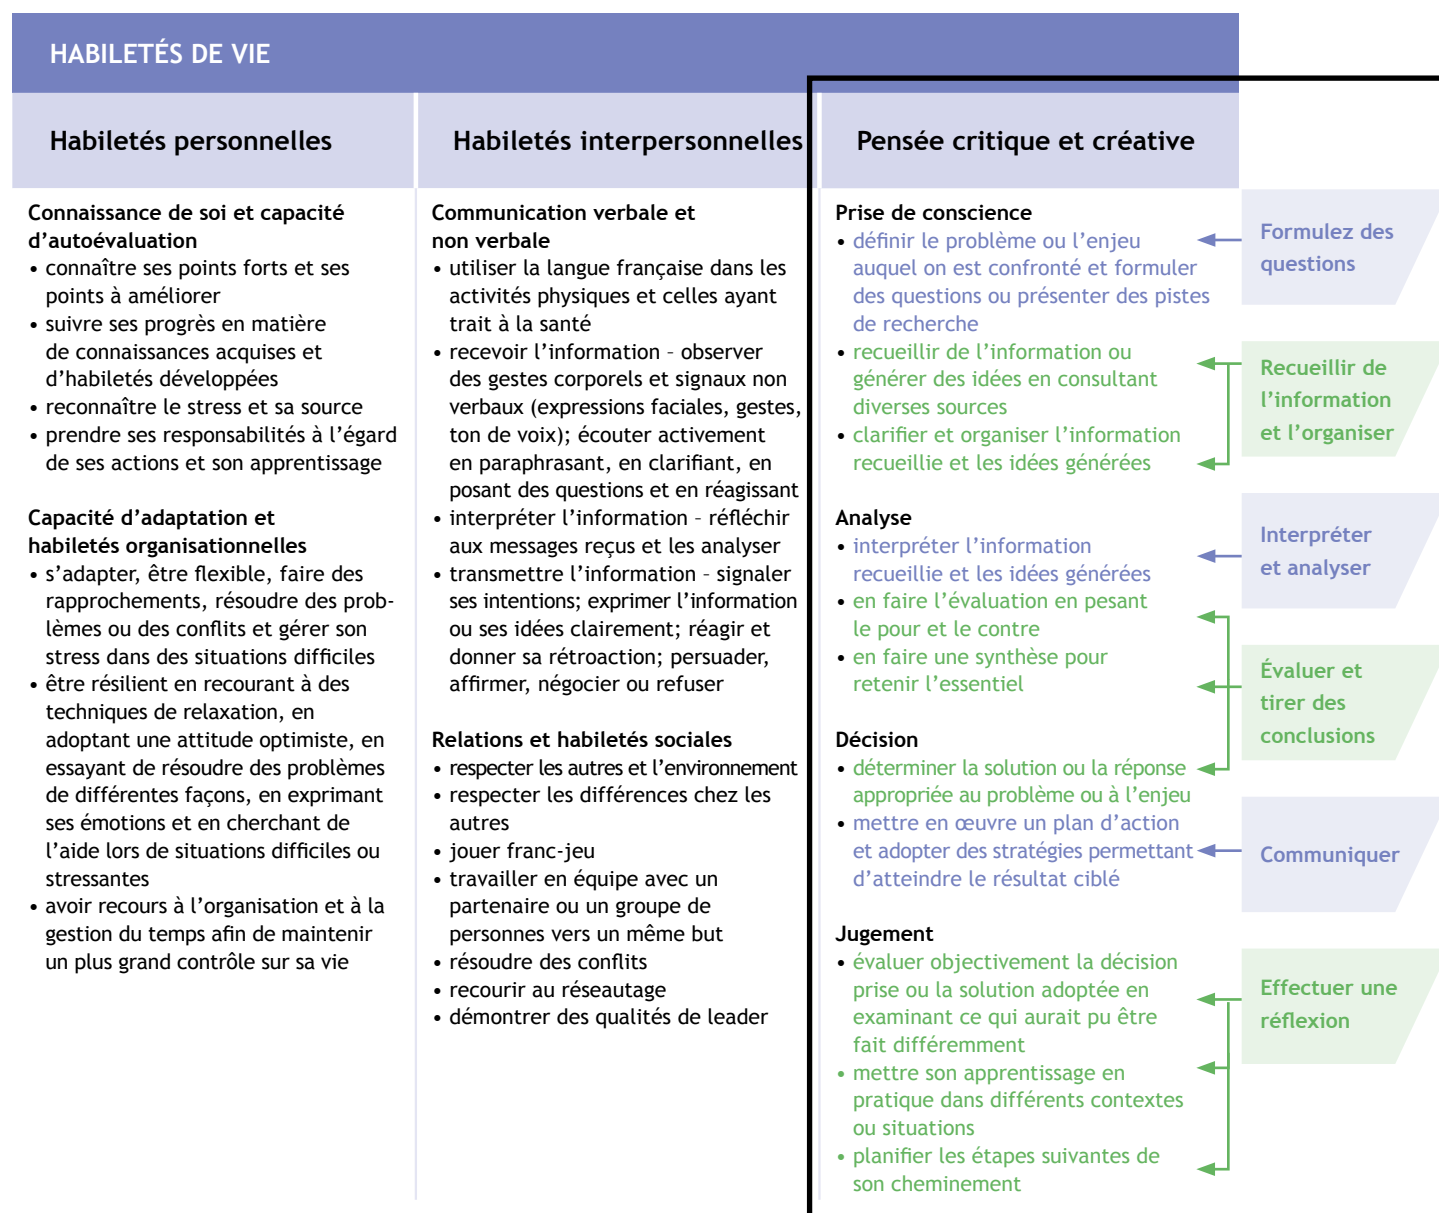 HABILETÉS DE VIE
Habiletés personnelles
Connaissance de soi et capacité
d’autoévaluation
• connaître ses points forts et ses
points à améliorer
• suivre ses progrès en matière
de connaissances acquises et
d’habiletés développées
• reconnaître le stress et sa source
• prendre ses responsabilités à l’égard
de ses actions et son apprentissage
Capacité d’adaptation et
habiletés organisationnelles
• s’adapter, être flexible, faire des
rapprochements, résoudre des prob-
lèmes ou des conflits et gérer son
stress dans des situations difficiles
• être résilient en recourant à des
techniques de relaxation, en
adoptant une attitude optimiste, en
essayant de résoudre des problèmes
de différentes façons, en exprimant
ses émotions et en cherchant de
l’aide lors de situations difficiles ou
stressantes
• avoir recours à l’organisation et à la
gestion du temps afin de maintenir
un plus grand contrôle sur sa vie
Habiletés interpersonnelles
Communication verbale et
non verbale
• utiliser la langue française dans les
activités physiques et celles ayant
trait à la santé
• recevoir l’information – observer
des gestes corporels et signaux non
verbaux (expressions faciales, gestes,
ton de voix); écouter activement
en paraphrasant, en clarifiant, en
posant des questions et en réagissant
• interpréter l’information – réfléchir
aux messages reçus et les analyser
• transmettre l’information – signaler
ses intentions; exprimer l’information
ou ses idées clairement; réagir et
donner sa rétroaction; persuader,
affirmer, négocier ou refuser
Relations et habiletés sociales
• respecter les autres et l’environnement
• respecter les différences chez les
autres
• jouer franc-jeu
• travailler en équipe avec un
partenaire ou un groupe de
personnes vers un même but
• résoudre des conflits
• recourir au réseautage
• démontrer des qualités de leader
Pensée critique et créative
Prise de conscience
• définir le problème ou l’enjeu
auquel on est confronté et formuler
des questions ou présenter des pistes
de recherche
• recueillir de l’information ou
générer des idées en consultant
diverses sources
• clarifier et organiser l’information
recueillie et les idées générées
Analyse
• interpréter l’information
recueillie et les idées générées
• en faire l’évaluation en pesant
le pour et le contre
• en faire une synthèse pour
retenir l’essentiel
Décision
• déterminer la solution ou la réponse
appropriée au problème ou à l’enjeu
• mettre en œuvre un plan d’action
et adopter des stratégies permettant
d’atteindre le résultat ciblé
Jugement
• évaluer objectivement la décision
prise ou la solution adoptée en
examinant ce qui aurait pu être
fait différemment
• mettre son apprentissage en
pratique dans différents contextes
ou situations
• planifier les étapes suivantes de
son cheminement
Formulez des
questions
Recueillir de
l’information
et l’organiser
Interpréter
et analyser
Évaluer et
tirer des
conclusions
Communiquer
Effectuer une
réflexion